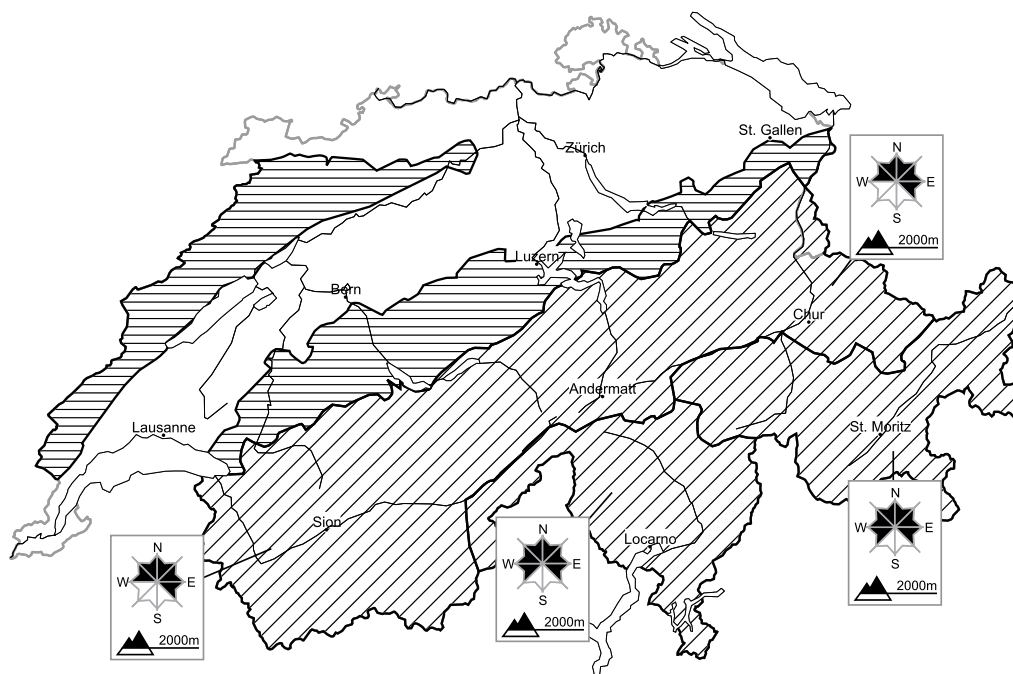 St. Gallen
Zürich
N
W E
S
2000m
Luzern
Bern
Chur
Andermatt
Lausanne
St. Moritz
N
W E
S
2000m
Sion
N
W E
S
2000m
Locarno
N
W E
S
2000m